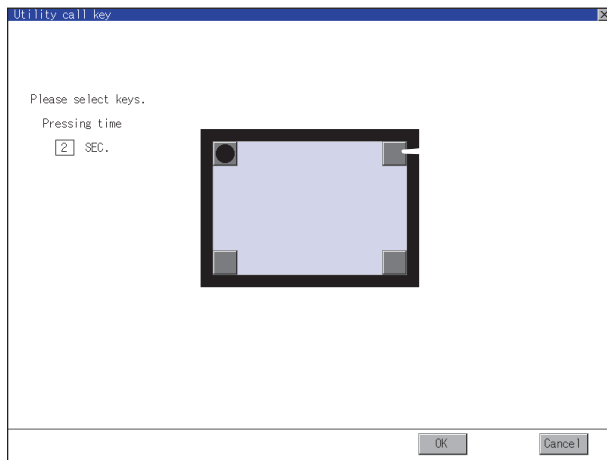 Utility call key
Please select keys.
Pressing time
2 SEC.
OK
Cancel